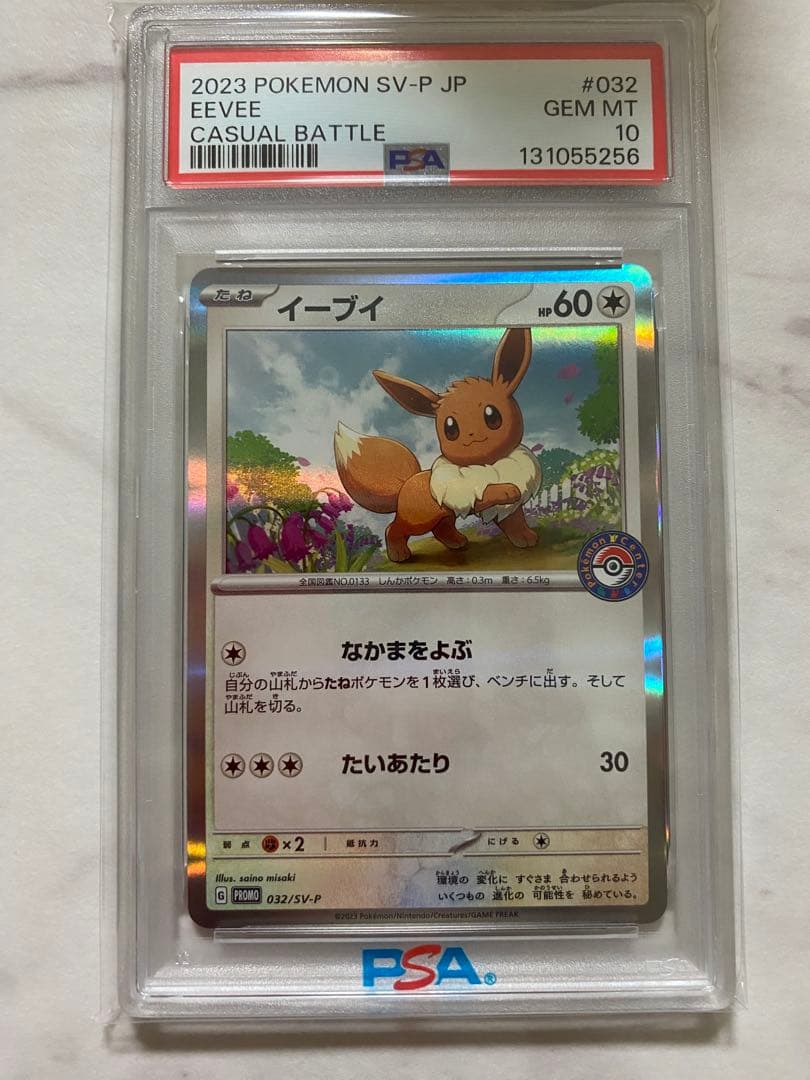 2023 POKEMON SV-P JP #032
EEVEE GEM MT
CASUAL BATTLE 10
PSA 131055256
たね イーブイ HP60
全国図鑑NO.0133 しんかポケモン 高さ:0.3m 重さ:6.5kg
Pokémon Center
なかまをよぶ
自分の山札からたねポケモンを1枚選び、ベンチに出す。そして
山札を切る。
たいあたり 30
弱点 ×2 抵抗力 にげる
Illus. saino misaki
環境の 変化に すぐさま 合わせられるよう
いくつもの 進化の 可能性を 秘めている。
G PROMO 032/SV-P
©2023 Pokémon/Nintendo/Creatures/GAME FREAK
PSA®